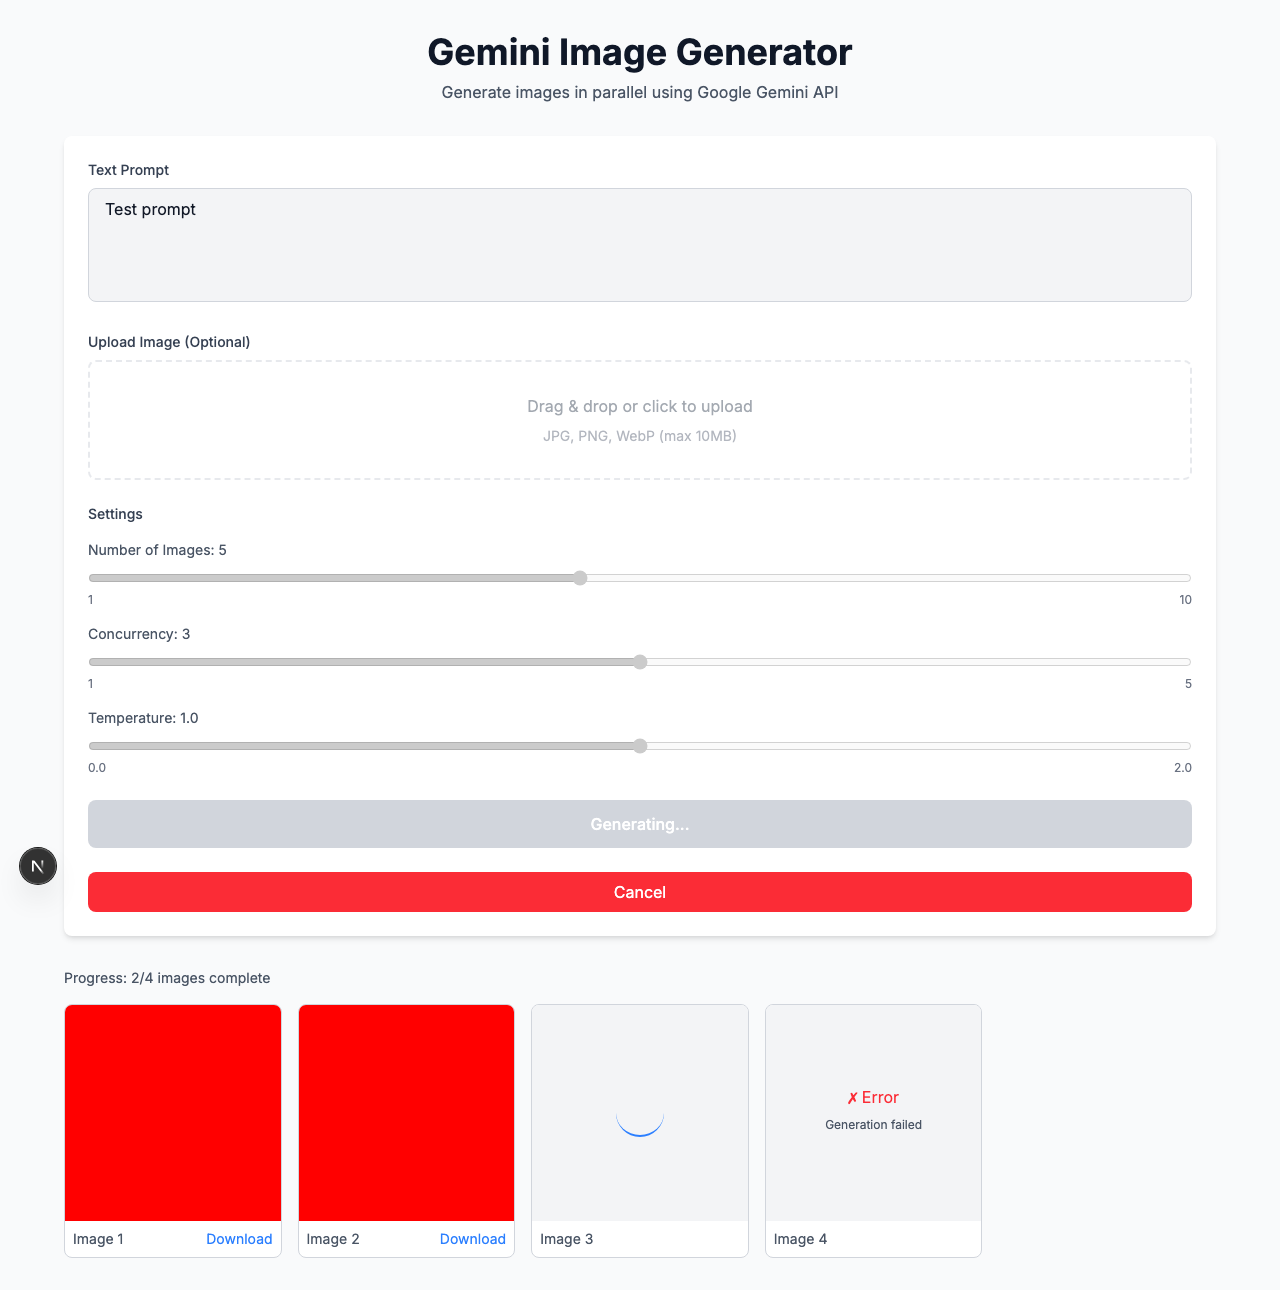 Gemini Image Generator
Generate images in parallel using Google Gemini API
Text Prompt
Test prompt
Upload Image (Optional)
Drag & drop or click to upload
JPG, PNG, WebP (max 10MB)
Settings
Number of Images: 5
1 10
Concurrency: 3
1 5
Temperature: 1.0
0.0 2.0
Generating...
N
Cancel
Progress: 2/4 images complete
✗ Error
Generation failed
Image 1 Download Image 2 Download Image 3 Image 4